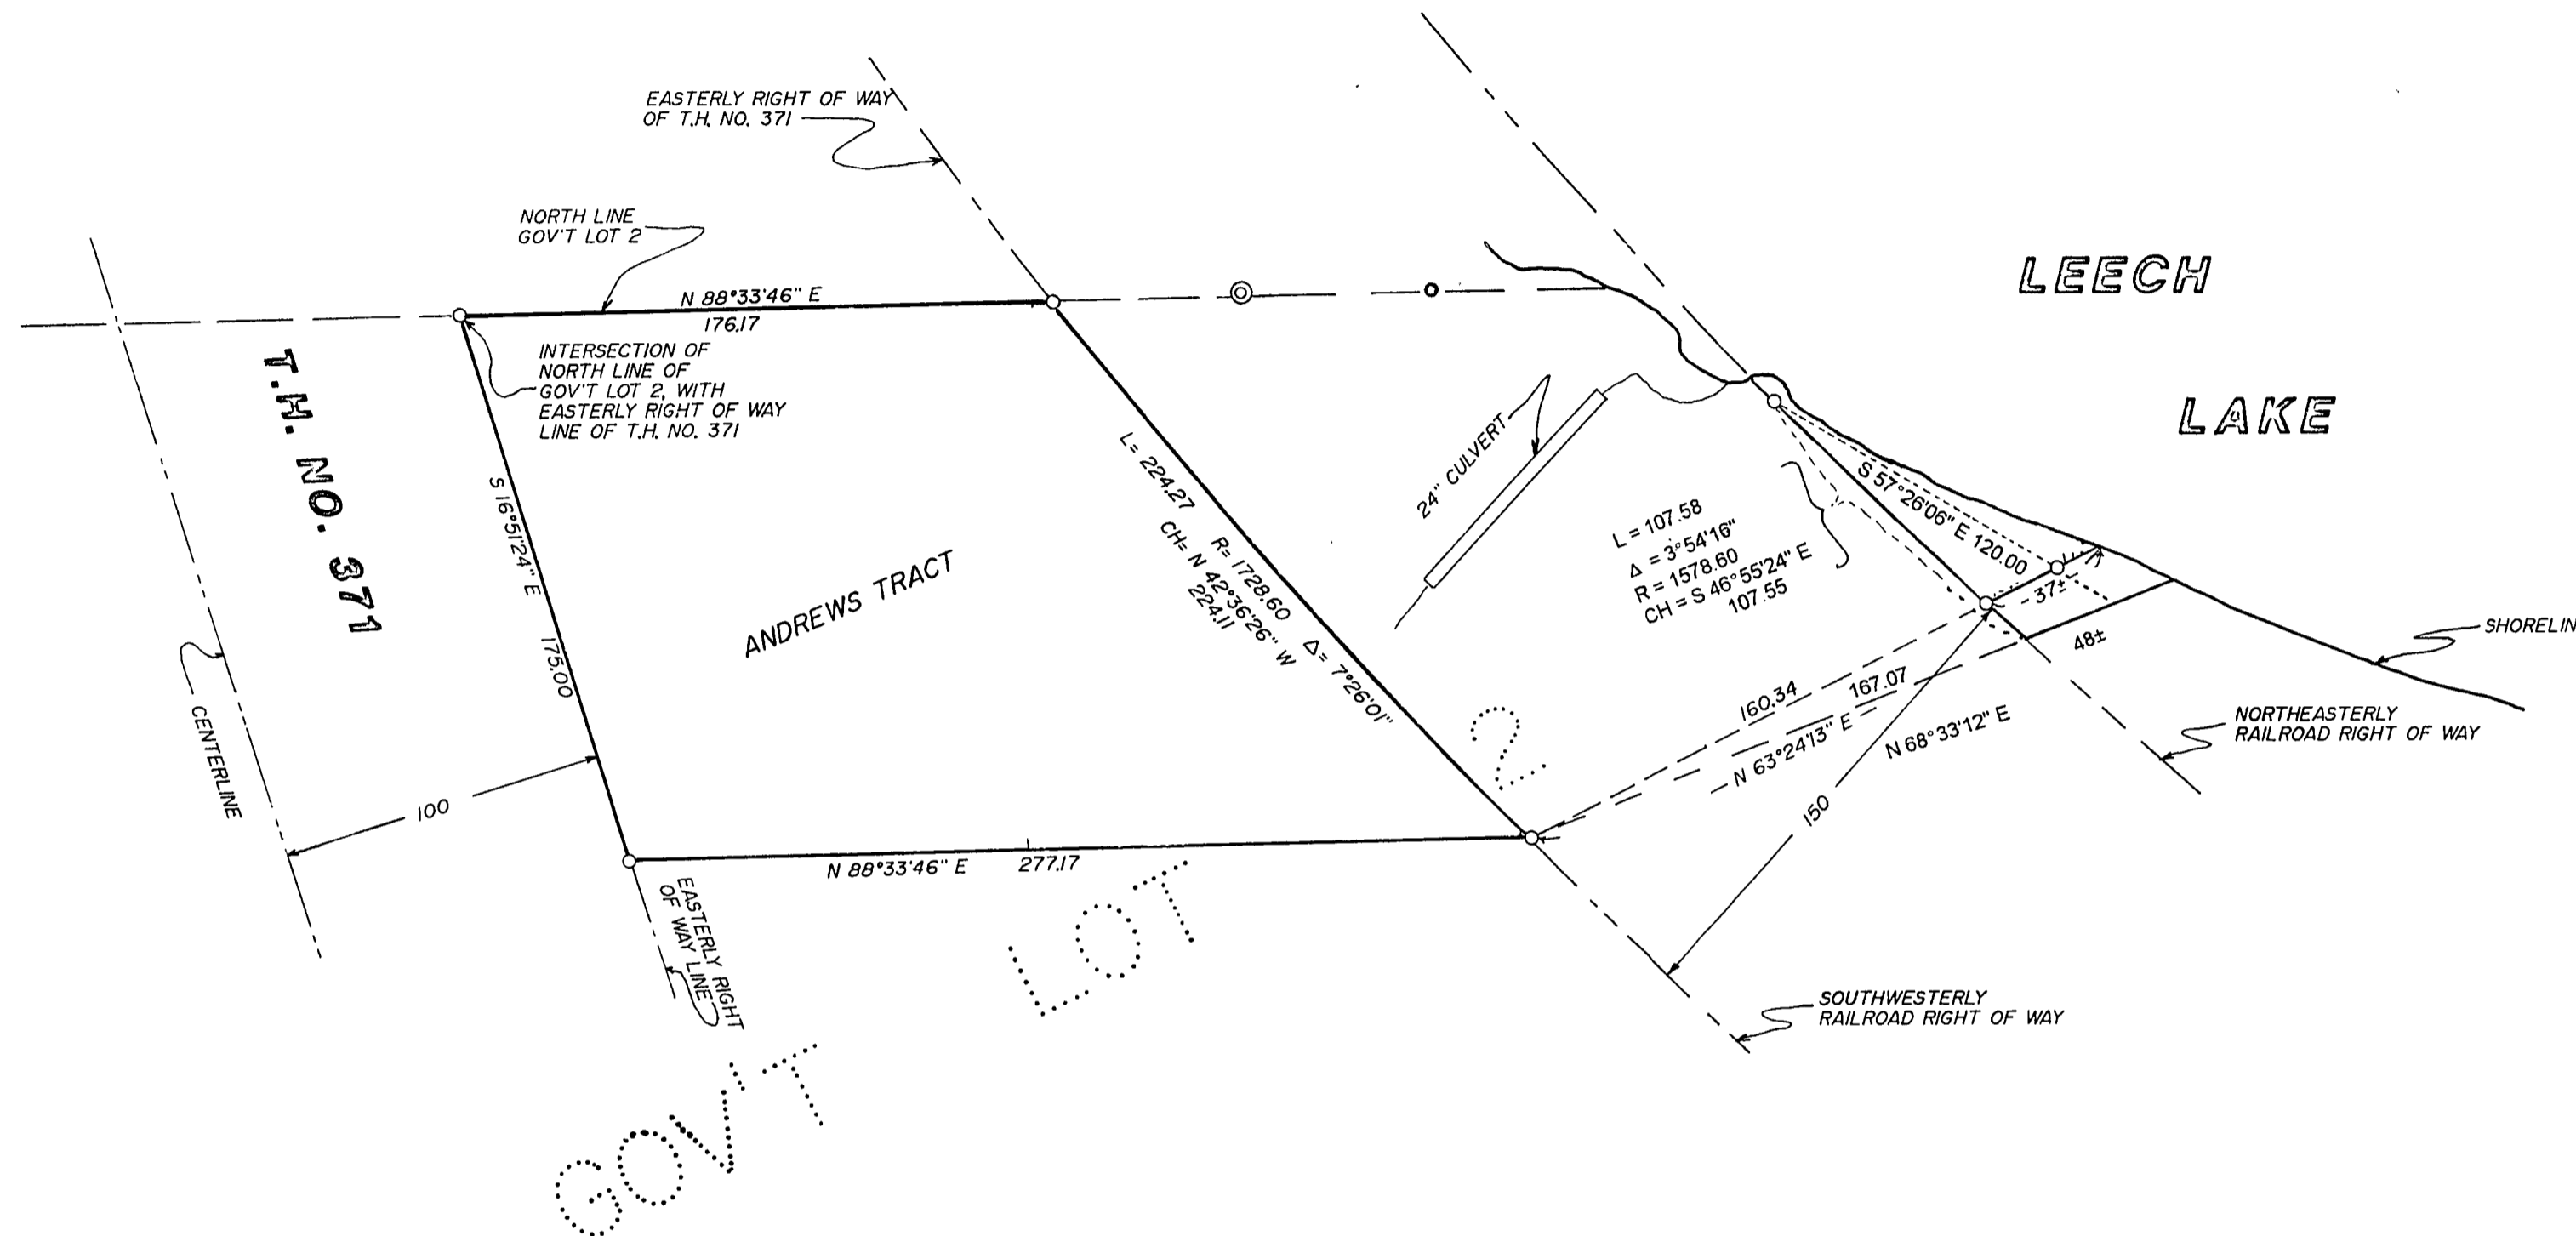 EASTERLY RIGHT OF WAY
OF T.H. NO. 371
NORTH LINE
GOV'T LOT 2
N 88°33'46" E
176.17
INTERSECTION OF
NORTH LINE OF
GOV'T LOT 2, WITH
EASTERLY RIGHT OF WAY
LINE OF T.H. NO. 371
T.H. NO. 371
S 16°51'24" E 175.00
CENTERLINE
100
ANDREWS TRACT
L= 224.27 R= 1728.60 Δ= 7°26'01"
CH= N 42°36'26" W
224.11
24" CULVERT
L = 107.58
Δ = 3°54'16"
R = 1578.60
CH = S 46°55'24" E
107.55
LEECH
LAKE
S 57°26'06" E 120.00
37±
48±
SHORELIN
160.34
167.07
N 63°24'13" E
N 68°33'12" E
150
NORTHEASTERLY
RAILROAD RIGHT OF WAY
N 88°33'46" E 277.17
EASTERLY RIGHT
OF WAY LINE
SOUTHWESTERLY
RAILROAD RIGHT OF WAY
GOV'T LOT 2